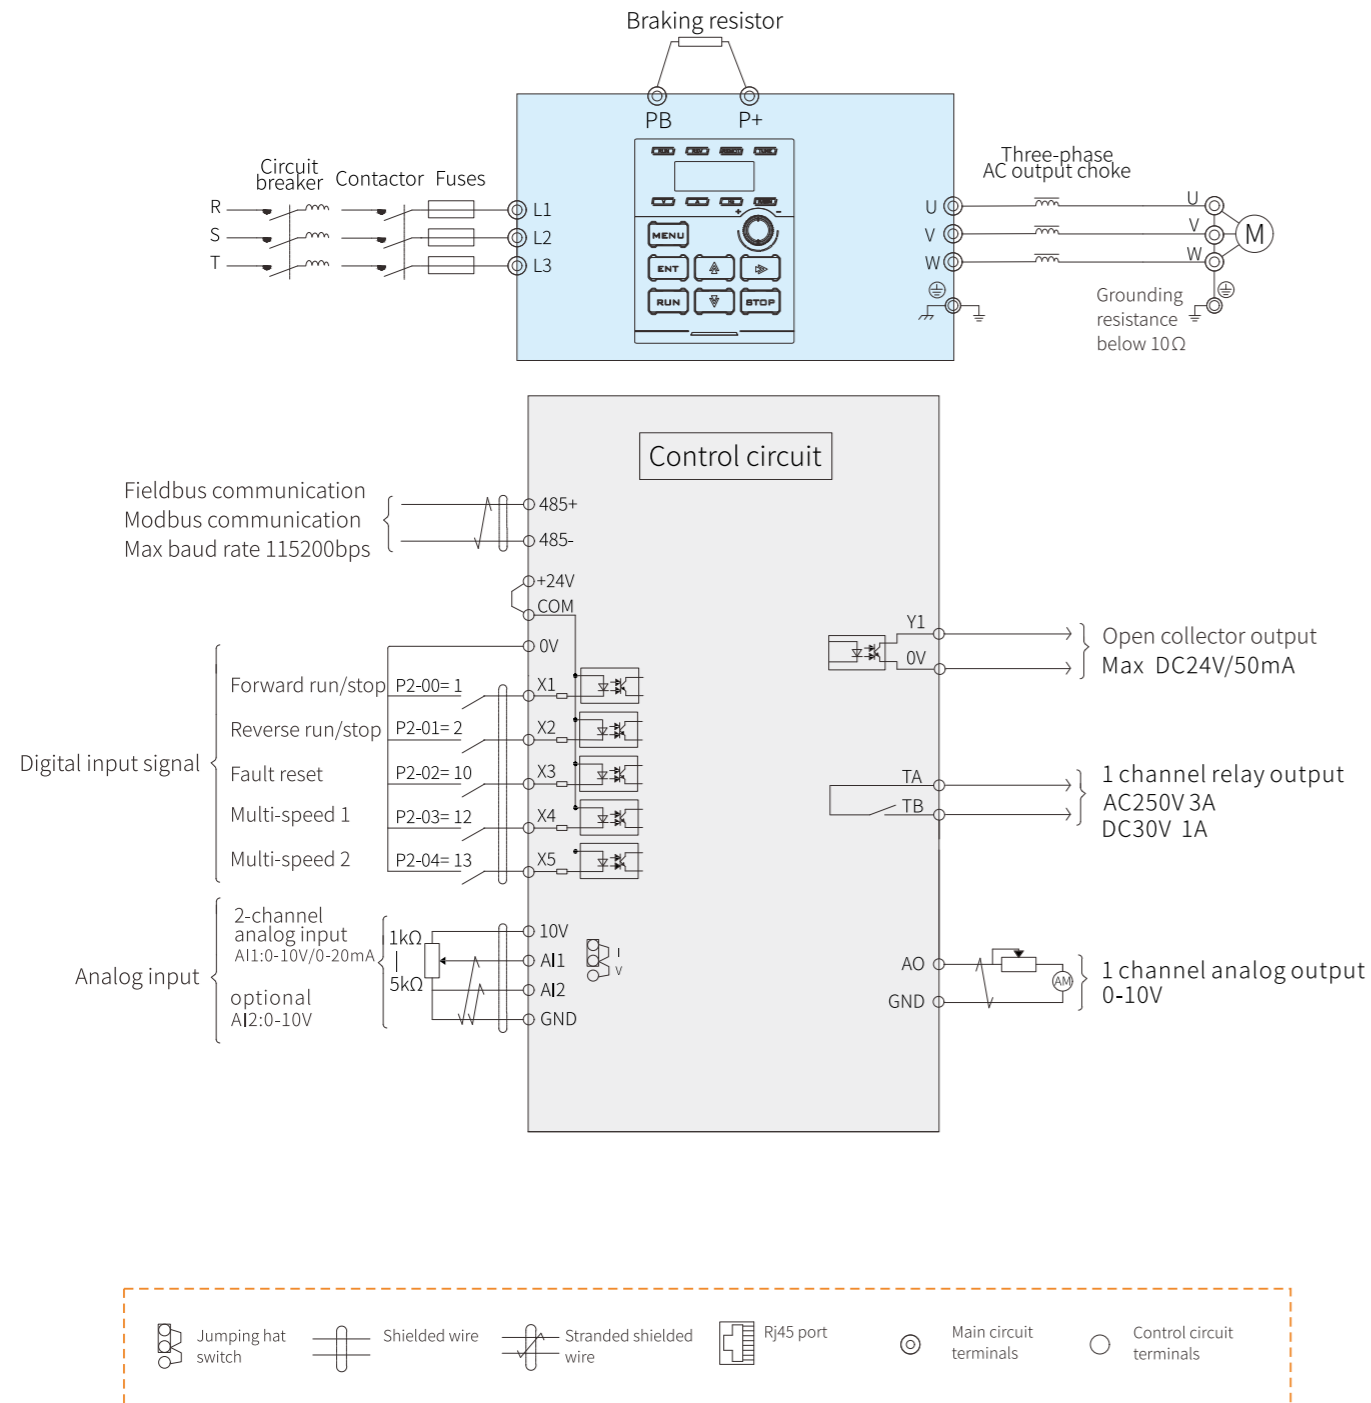 Braking resistor
PB
P+
Circuit
breaker
Contactor
Fuses
R
S
T
L1
L2
L3
MENU
ENT
RUN
STOP
+
-
Three-phase
AC output choke
U
V
W
U
V
W
M
Grounding
resistance
below 10Ω
Control circuit
Fieldbus communication
Modbus communication
Max baud rate 115200bps
485+
485-
+24V
COM
0V
Digital input signal
Forward run/stop
P2-00= 1
X1
Reverse run/stop
P2-01= 2
X2
Fault reset
P2-02= 10
X3
Multi-speed 1
P2-03= 12
X4
Multi-speed 2
P2-04= 13
X5
Analog input
2-channel
analog input
AI1:0-10V/0-20mA
optional
AI2:0-10V
1kΩ
5kΩ
10V
AI1
AI2
GND
I
V
Y1
0V
Open collector output
Max DC24V/50mA
TA
TB
1 channel relay output
AC250V 3A
DC30V 1A
AO
GND
AM
1 channel analog output
0-10V
Jumping hat
switch
Shielded wire
Stranded shielded
wire
Rj45 port
Main circuit
terminals
Control circuit
terminals